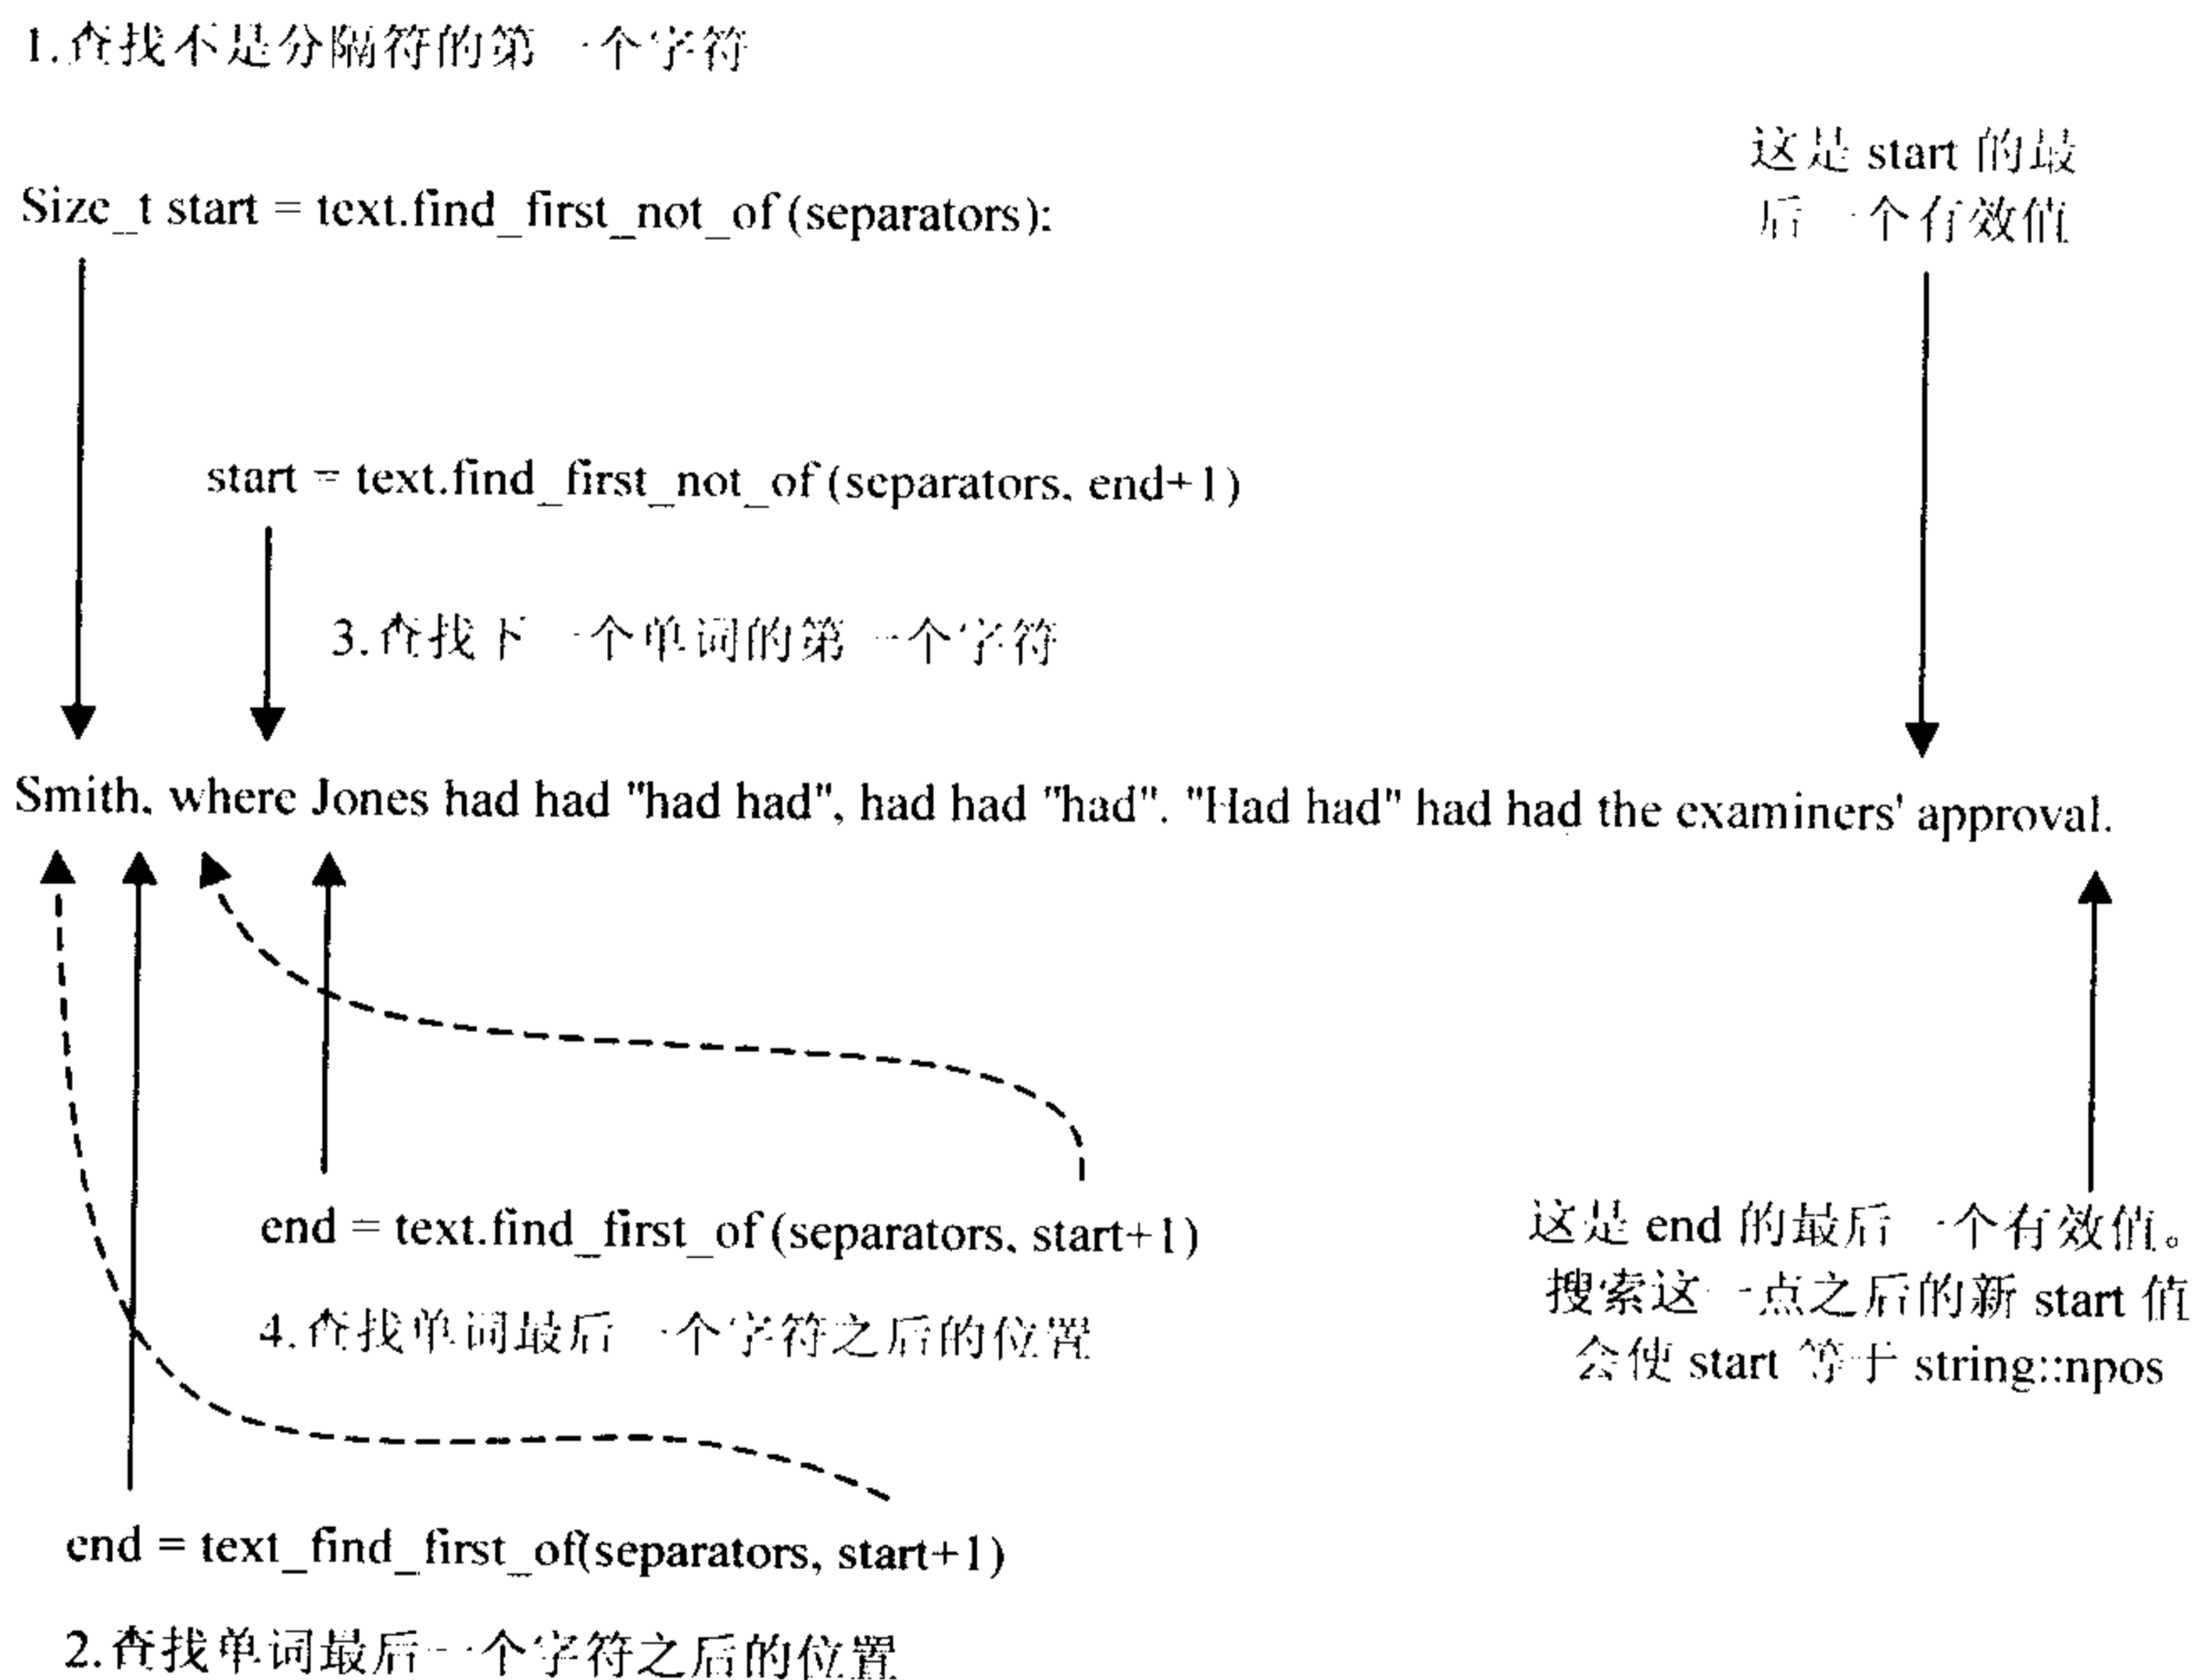 1.查找不是分隔符的第一个字符
这是 start 的最
后一个有效值
Size_t start = text.find_first_not_of (separators):
start = text.find_first_not_of (separators, end+1)
3.查找下一个单词的第一个字符
Smith, where Jones had had "had had", had had "had". "Had had" had had the examiners' approval.
end = text.find_first_of (separators, start+1)
4.查找单词最后一个字符之后的位置
这是 end 的最后一个有效值。
搜索这一点之后的新 start 值
会使 start 等于 string::npos
end = text_find_first_of(separators, start+1)
2.查找单词最后一个字符之后的位置